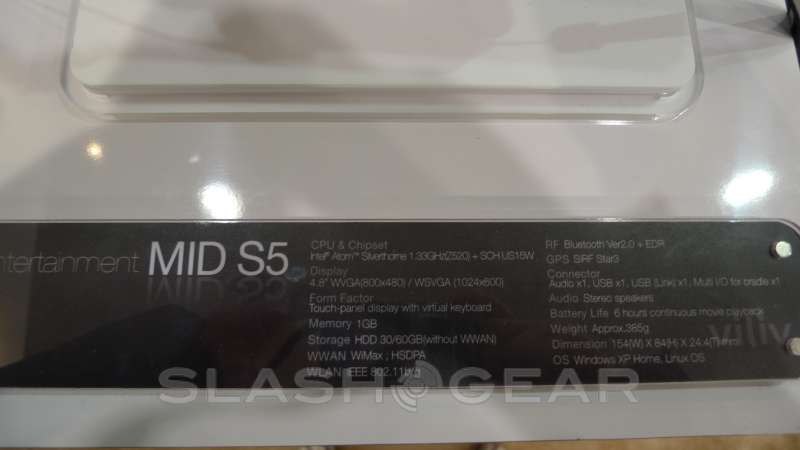 ntertainment MID S5
CPU & Chipset
Intel® Atom™ Silverthorne 1.33GHz(Z520) + SCH US15W
Display
4.8" WVGA(800x480) / WSVGA (1024x600)
Form Factor
Touch-panel display with virtual keyboard
Memory 1GB
Storage HDD 30/60GB(without WWAN)
WWAN WiMax ; HSDPA
WLAN IEEE 802.11b/g
RF Bluetooth Ver2.0 + EDR
GPS SiRF Star3
Connector
Audio x1, USB x1, USB (Link) x1, Multi I/O for cradle x1
Audio Stereo speakers
Battery Life 6 hours continuous movie playback
Weight Approx.385g
Dimension 154(W) X 84(H) X 24.4(T)mm
OS Windows XP Home, Linux OS
viliv
SLASHGEAR